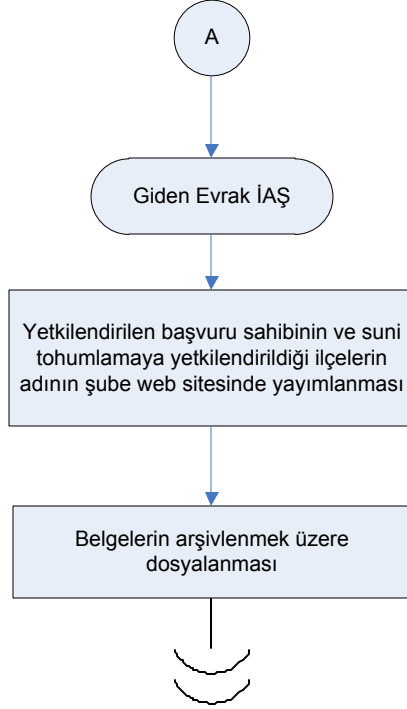 A
Giden Evrak İAŞ
Yetkilendirilen başvuru sahibinin ve suni
tohumlamaya yetkilendirildiği ilçelerin
adının şube web sitesinde yayımlanması
Belgelerin arşivlenmek üzere
dosyalanması